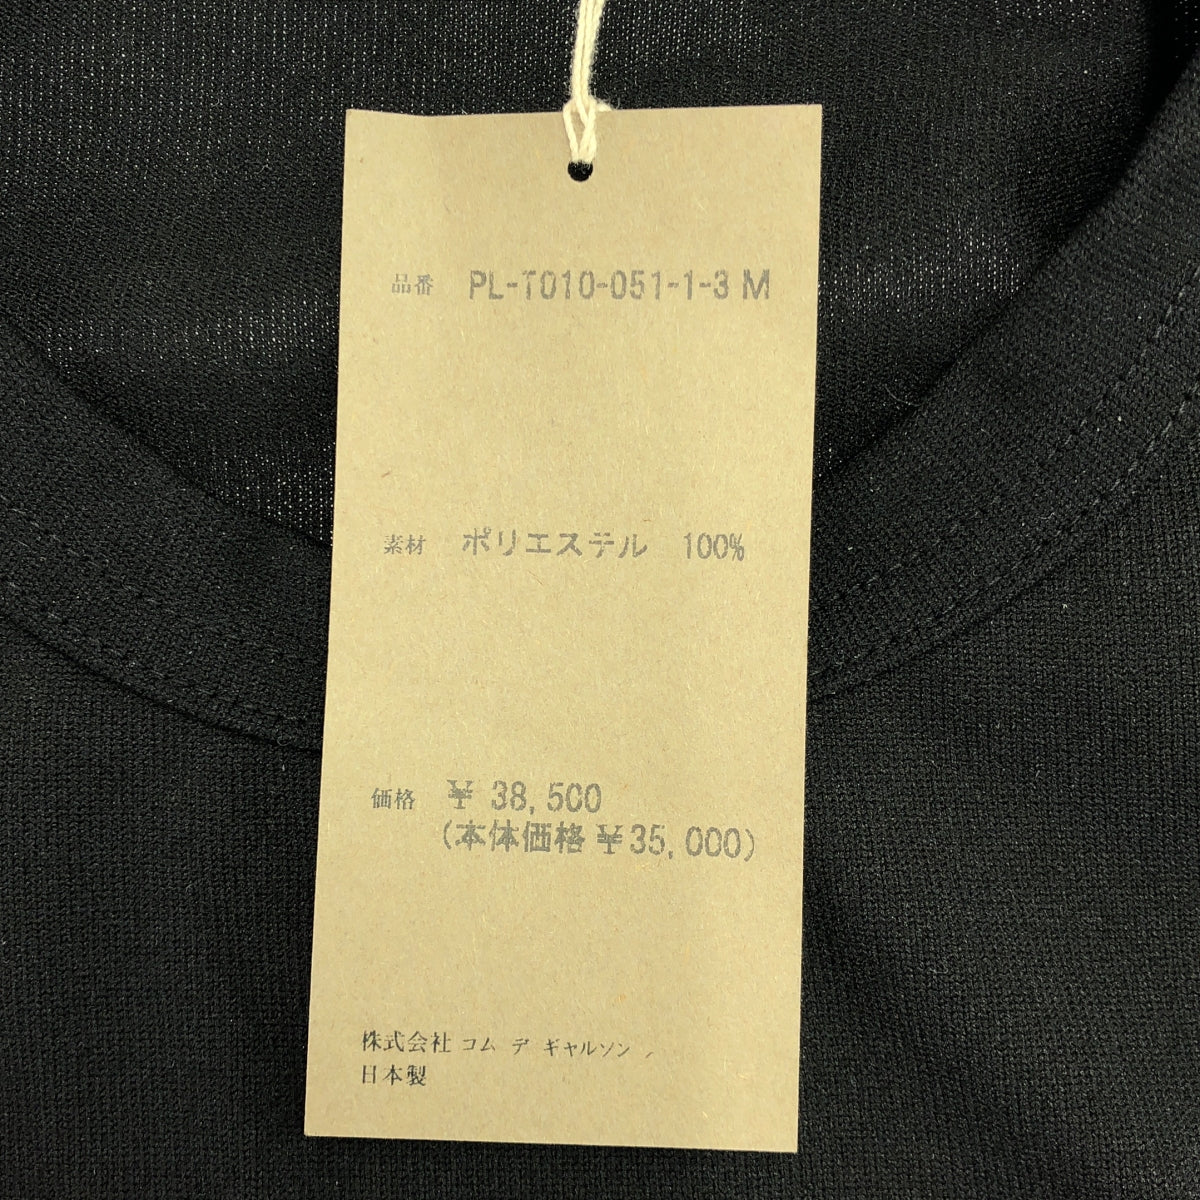 品番 PL-T010-051-1-3 M
素材 ポリエステル 100%
価格 ¥ 38,500
(本体価格¥35,000)
株式会社 コム デ ギャルソン
日本製